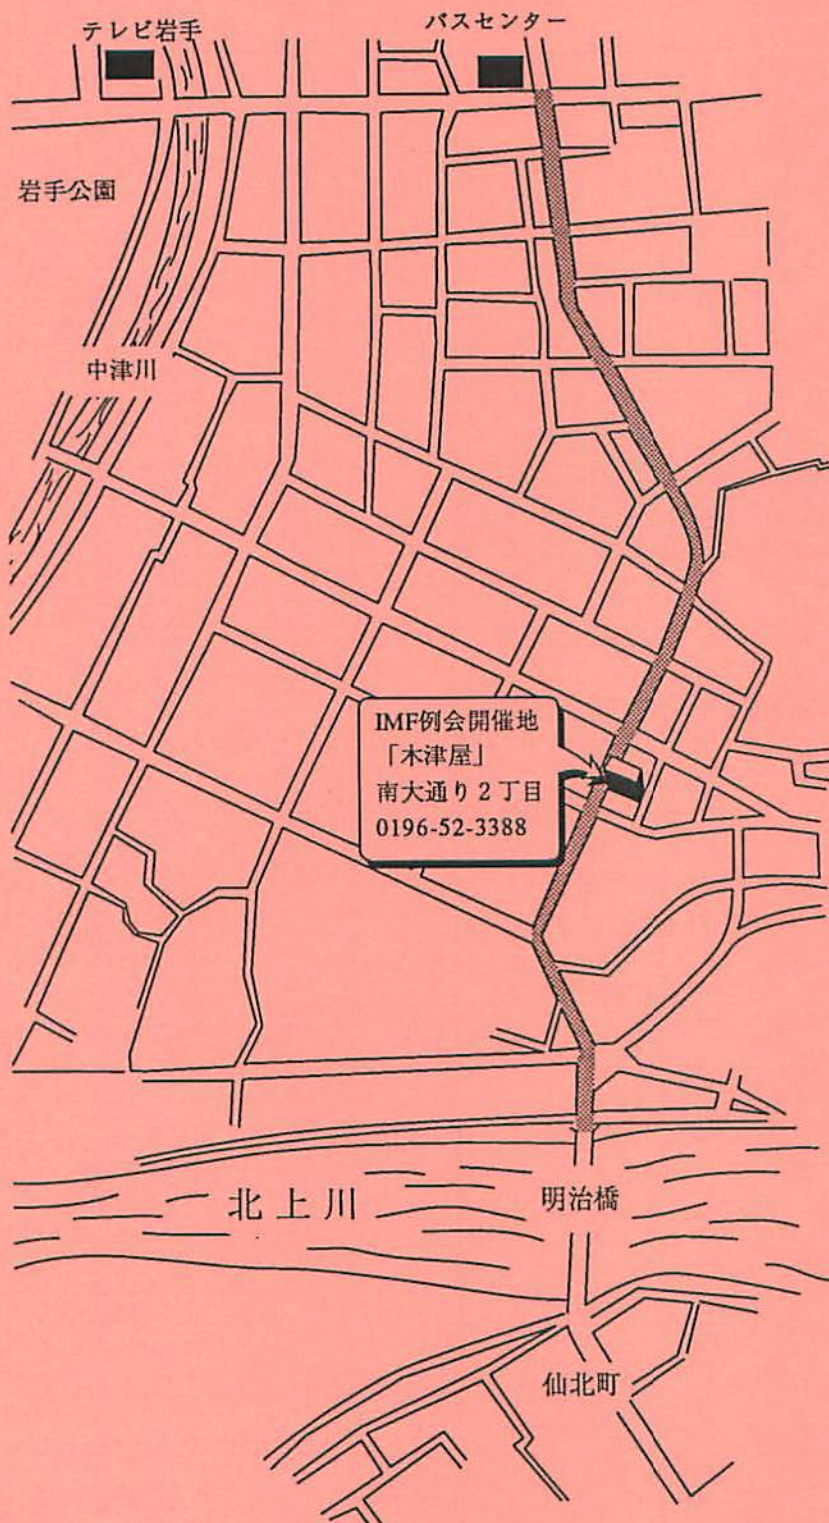 テレビ岩手
バスセンター
岩手公園
中津川
IMF例会開催地
「木津屋」
南大通り２丁目
0196-52-3388
北上川
明治橋
仙北町